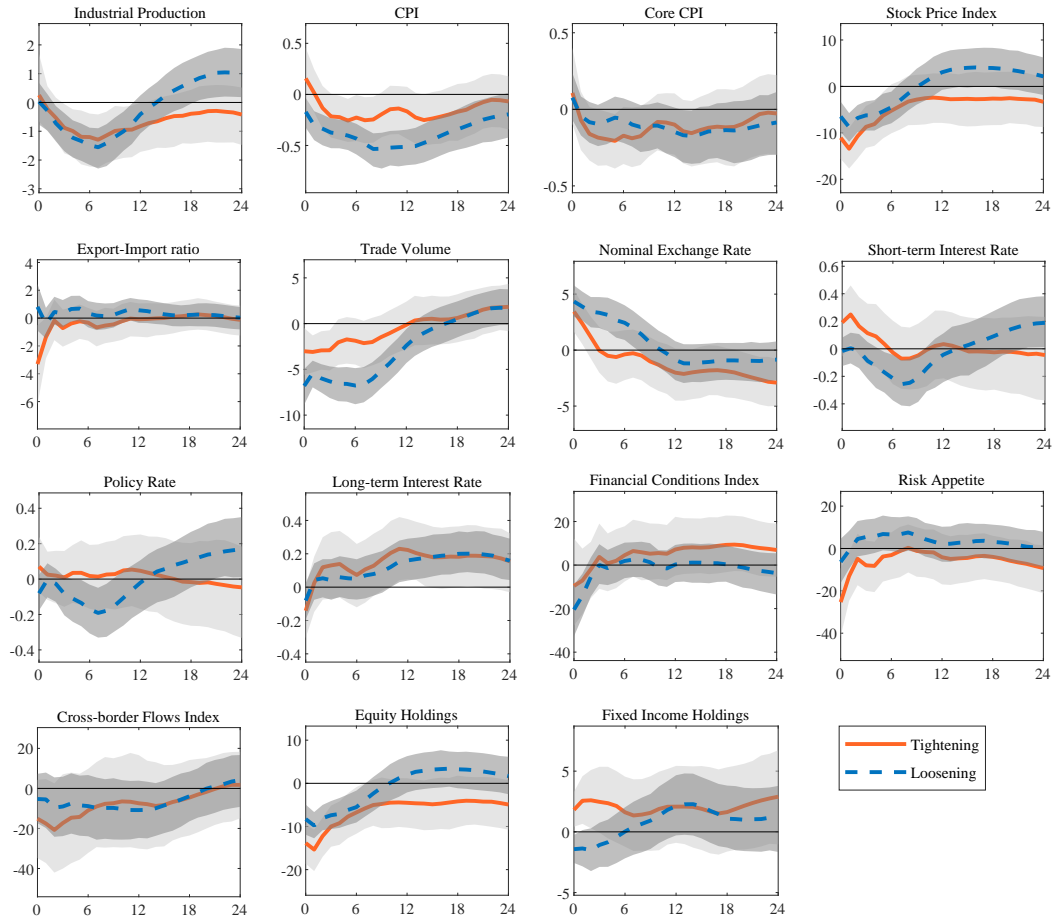 Industrial Production
CPI
Core CPI
Stock Price Index
2
1
0
-1
-2
-3
0 6 12 18 24
0.5
0
-0.5
0 6 12 18 24
0.5
0
-0.5
0 6 12 18 24
10
0
-10
-20
0 6 12 18 24
Export-Import ratio
Trade Volume
Nominal Exchange Rate
Short-term Interest Rate
4
2
0
-2
-4
-6
0 6 12 18 24
5
0
-5
-10
0 6 12 18 24
5
0
-5
0 6 12 18 24
0.6
0.4
0.2
0
-0.2
-0.4
0 6 12 18 24
Policy Rate
Long-term Interest Rate
Financial Conditions Index
Risk Appetite
0.4
0.2
0
-0.2
-0.4
0 6 12 18 24
0.4
0.2
0
-0.2
-0.4
0 6 12 18 24
20
0
-20
-40
0 6 12 18 24
20
0
-20
-40
0 6 12 18 24
Cross-border Flows Index
Equity Holdings
Fixed Income Holdings
20
0
-20
-40
0 6 12 18 24
10
0
-10
-20
0 6 12 18 24
5
0
-5
0 6 12 18 24
Tightening
Loosening